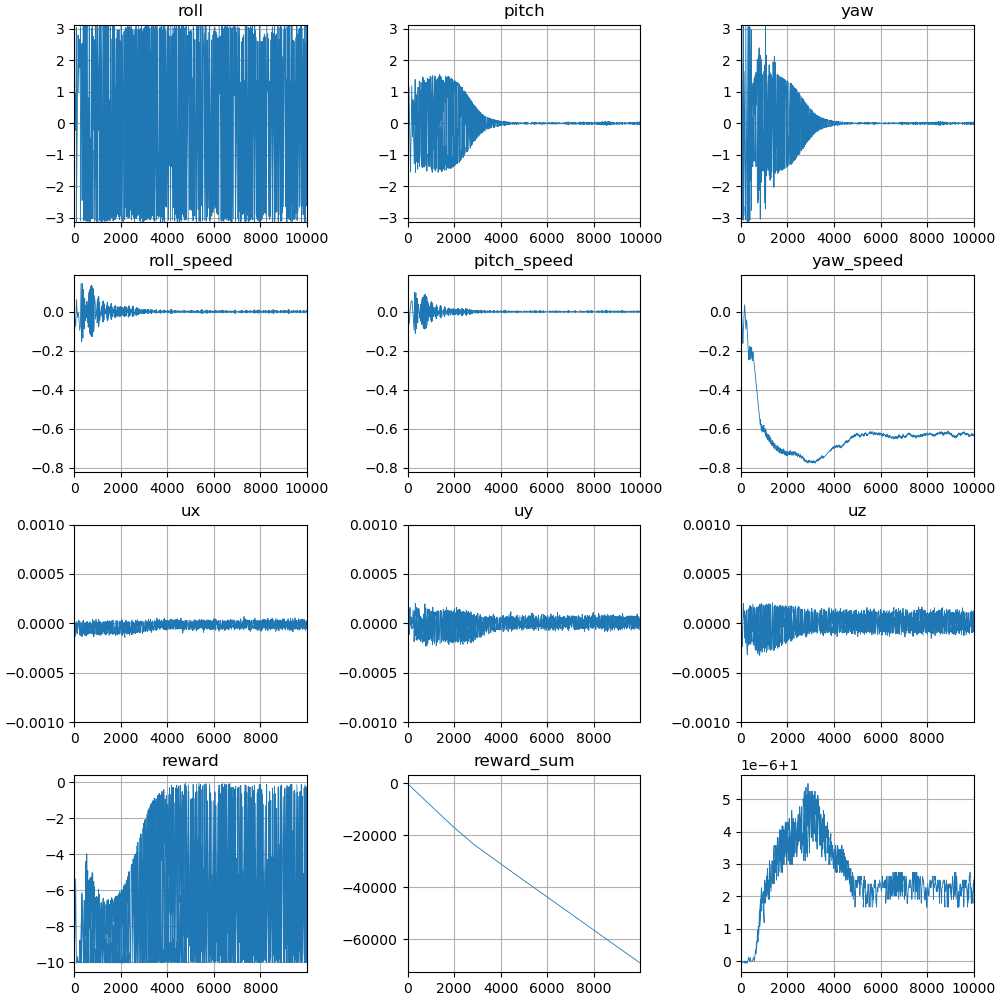 roll pitch yaw
3 3 3
2 2 2
1 1 1
0 0 0
−1 −1 −1
−2 −2 −2
−3 −3 −3
0 2000 4000 6000 8000 10000 0 2000 4000 6000 8000 10000 0 2000 4000 6000 8000 10000
roll_speed pitch_speed yaw_speed
0.0 0.0 0.0
−0.2 −0.2 −0.2
−0.4 −0.4 −0.4
−0.6 −0.6 −0.6
−0.8 −0.8 −0.8
0 2000 4000 6000 8000 10000 0 2000 4000 6000 8000 10000 0 2000 4000 6000 8000 10000
ux uy uz
0.0010 0.0010 0.0010
0.0005 0.0005 0.0005
0.0000 0.0000 0.0000
−0.0005 −0.0005 −0.0005
−0.0010 −0.0010 −0.0010
0 2000 4000 6000 8000 0 2000 4000 6000 8000 0 2000 4000 6000 8000
reward reward_sum 1e−6+1
0 0 5
−2 −20000 4
−4 −40000 3
−6 −60000 2
−8 1
−10 0
0 2000 4000 6000 8000 0 2000 4000 6000 8000 0 2000 4000 6000 8000 10000